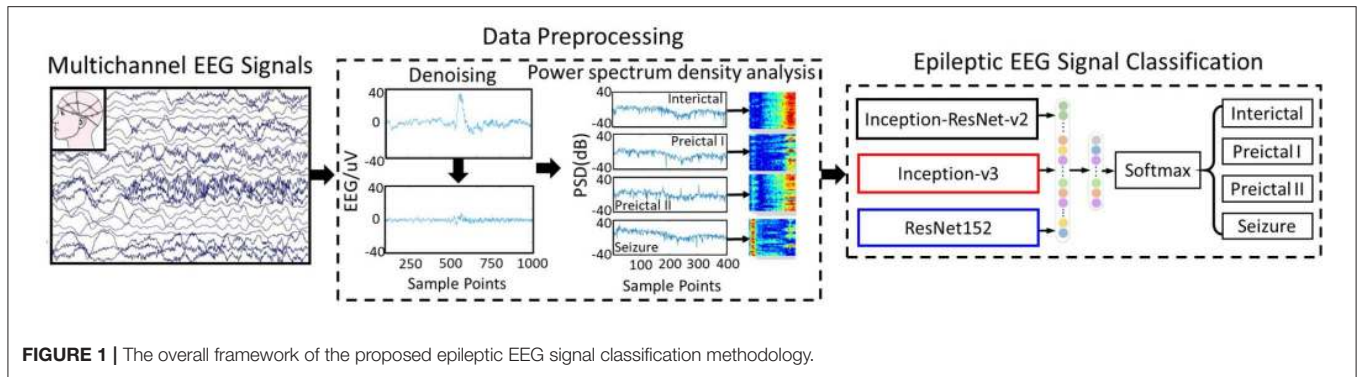 Multichannel EEG Signals
Data Preprocessing
Denoising
EEG/uV
40
0
-40
40
0
-40
250
500
750
1000
Sample Points
Power spectrum density analysis
PSD(dB)
40
-40
40
-40
40
-40
40
-40
Interictal
Preictal I
Preictal II
Seizure
100
200
300
400
Sample Points
Epileptic EEG Signal Classification
Inception-ResNet-v2
Inception-v3
ResNet152
Softmax
Interictal
Preictal I
Preictal II
Seizure
FIGURE 1 | The overall framework of the proposed epileptic EEG signal classification methodology.